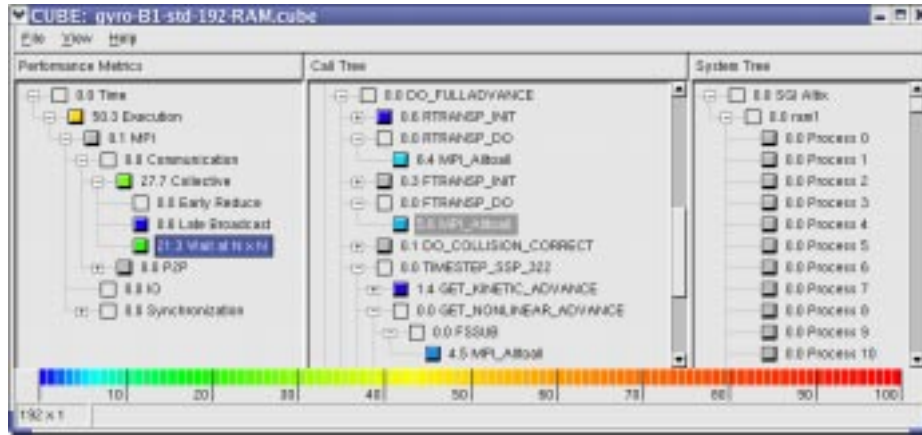 CUBE: gyro-B1-std-192-RAM.cube
File View Help
Performance Metrics
0.0 Time
50.3 Execution
0.1 MPI
0.0 Communication
27.7 Collective
0.0 Early Reduce
0.6 Late Broadcast
21.3 Wait at N x N
0.0 P2P
0.0 IO
0.0 Synchronization
Call Tree
0.0 DO_FULLADVANCE
0.6 RTRANSP_INIT
0.0 RTRANSP_DO
6.4 MPI_Alltoall
0.3 FTRANSP_INIT
0.0 FTRANSP_DO
MPI_Alltoall
0.1 DO_COLLISION_CORRECT
0.0 TIMESTEP_SSP_322
1.4 GET_KINETIC_ADVANCE
0.0 GET_NONLINEAR_ADVANCE
0.0 FSSUB
4.5 MPI_Alltoall
System Tree
0.0 SGI Altix
0.0 ram1
0.0 Process 0
0.0 Process 1
0.0 Process 2
0.0 Process 3
0.0 Process 4
0.0 Process 5
0.0 Process 6
0.0 Process 7
0.0 Process 8
0.0 Process 9
0.0 Process 10
10 20 30 40 50 60 70 80 90 100
192 x 1